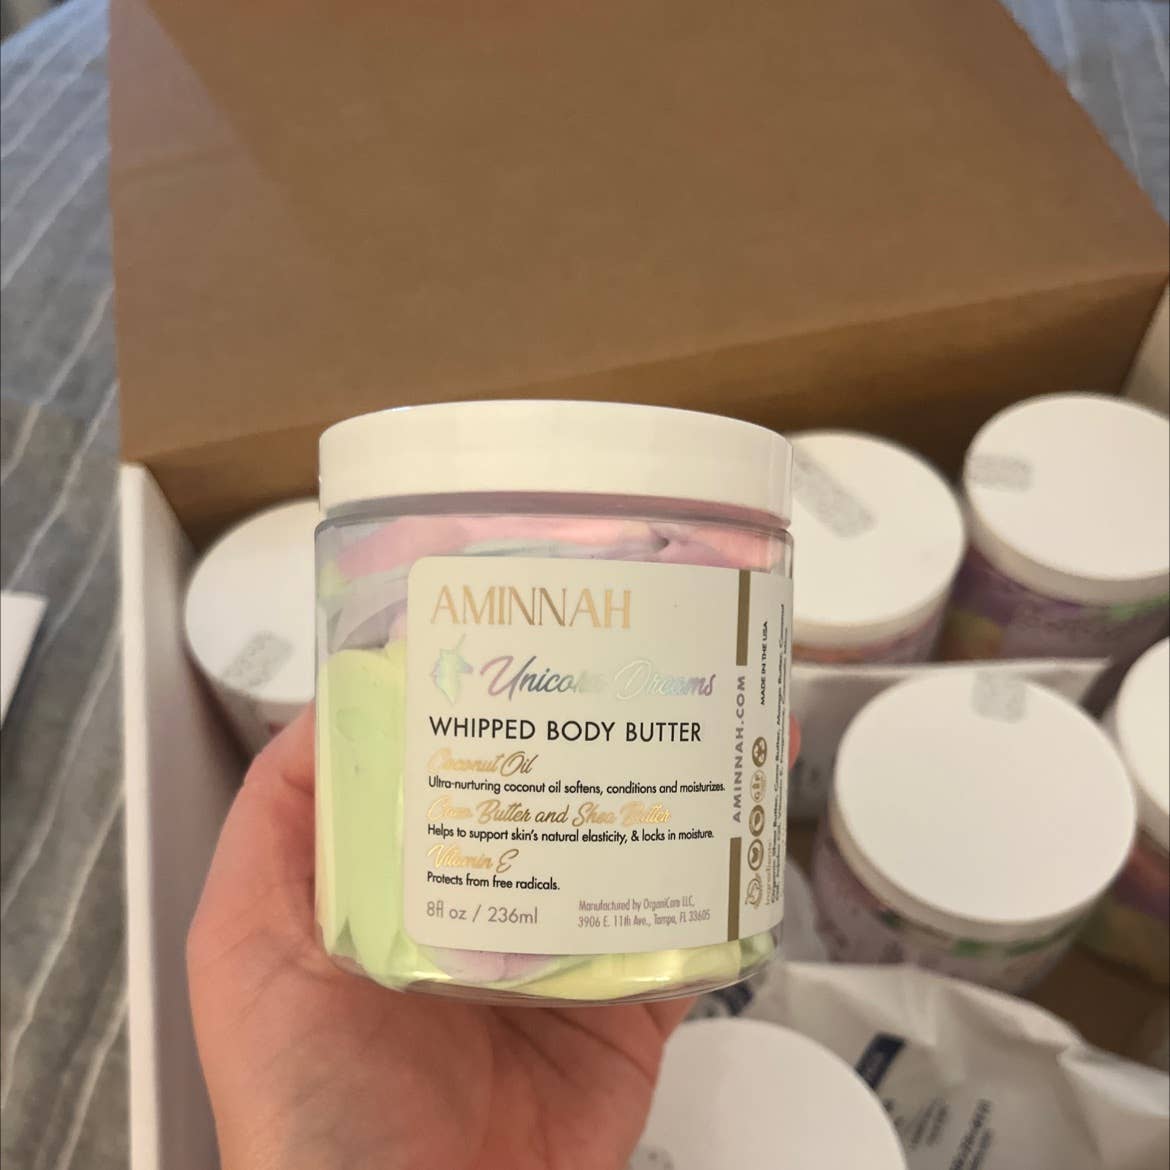 AMINNAH
Unicorn Dreams
WHIPPED BODY BUTTER
Coconut Oil
Ultra-nurturing coconut oil softens, conditions and moisturizes.
Coco Butter and Shea Butter
Helps to support skin's natural elasticity, & locks in moisture.
Vitamin E
Protects from free radicals.
8fl oz / 236ml
Manufactured by OrganiCare LLC,
3906 E. 11th Ave., Tampa, FL 33605
AMINNAH.COM
MADE IN THE USA